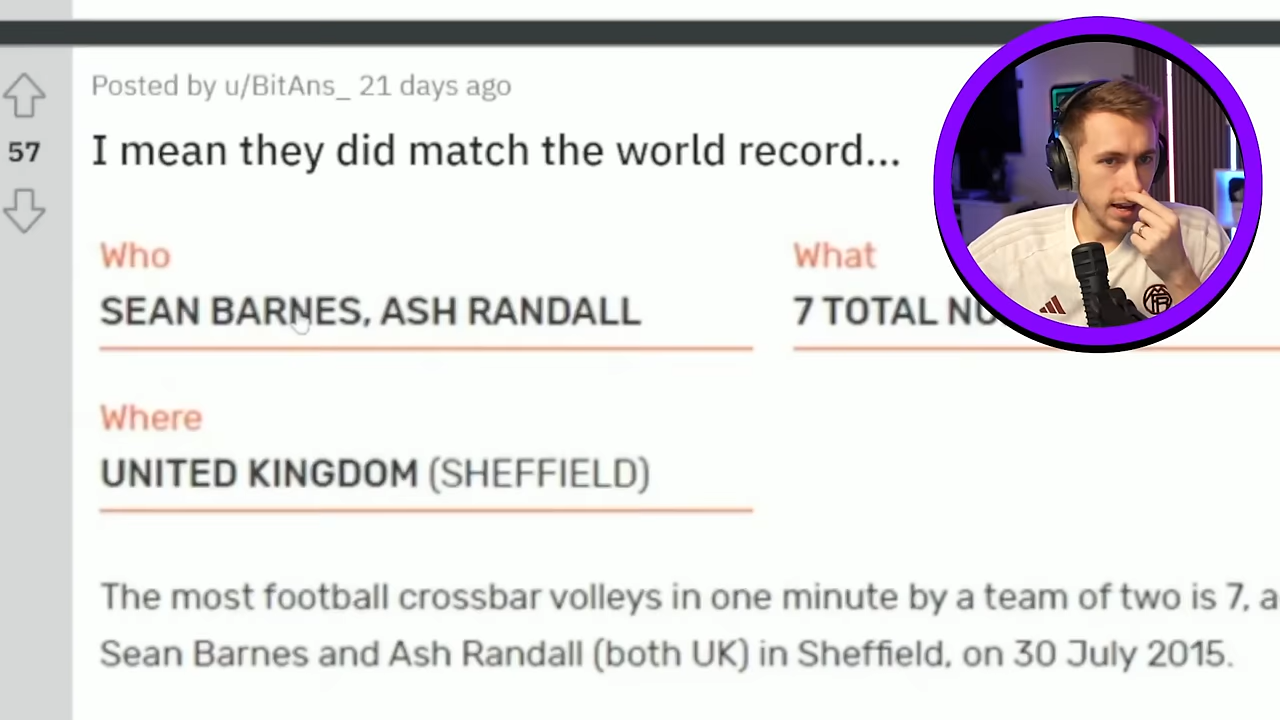 Posted by u/BitAns_ 21 days ago
57
I mean they did match the world record...
Who
What
SEAN BARNES, ASH RANDALL
7 TOTAL
Where
UNITED KINGDOM (SHEFFIELD)
The most football crossbar volleys in one minute by a team of two is 7, a
Sean Barnes and Ash Randall (both UK) in Sheffield, on 30 July 2015.